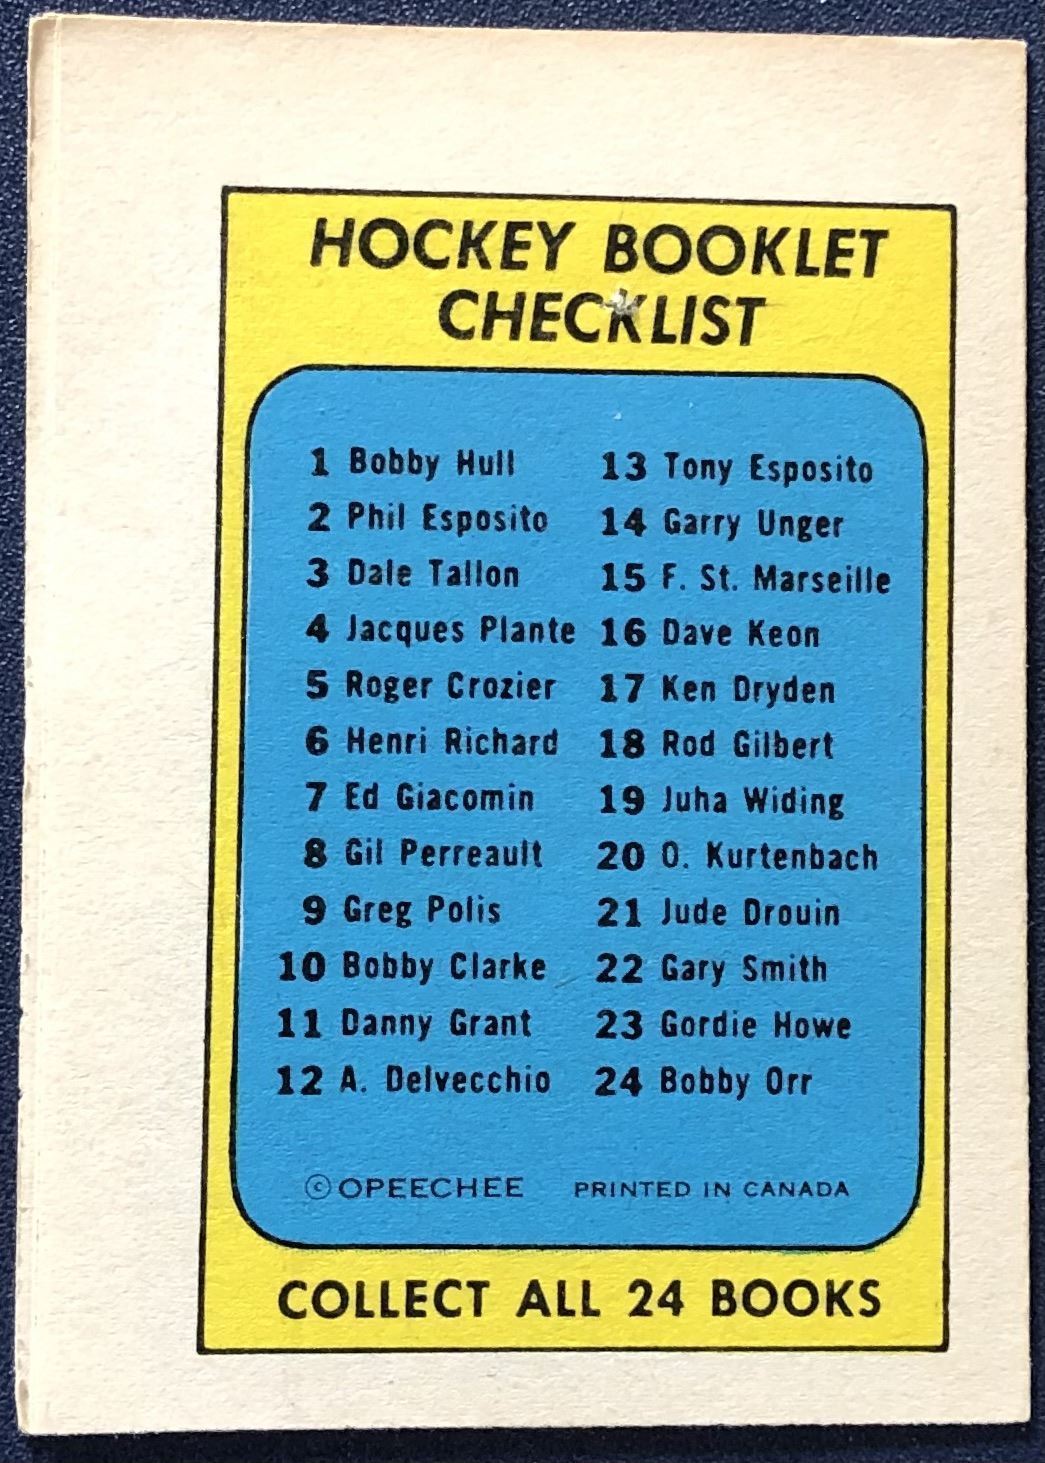 HOCKEY BOOKLET
CHECKLIST
1 Bobby Hull
2 Phil Esposito
3 Dale Tallon
4 Jacques Plante
5 Roger Crozier
6 Henri Richard
7 Ed Giacomin
8 Gil Perreault
9 Greg Polis
10 Bobby Clarke
11 Danny Grant
12 A. Delvecchio
13 Tony Esposito
14 Garry Unger
15 F. St. Marseille
16 Dave Keon
17 Ken Dryden
18 Rod Gilbert
19 Juha Widing
20 O. Kurtenbach
21 Jude Drouin
22 Gary Smith
23 Gordie Howe
24 Bobby Orr
©OPEECHEE PRINTED IN CANADA
COLLECT ALL 24 BOOKS